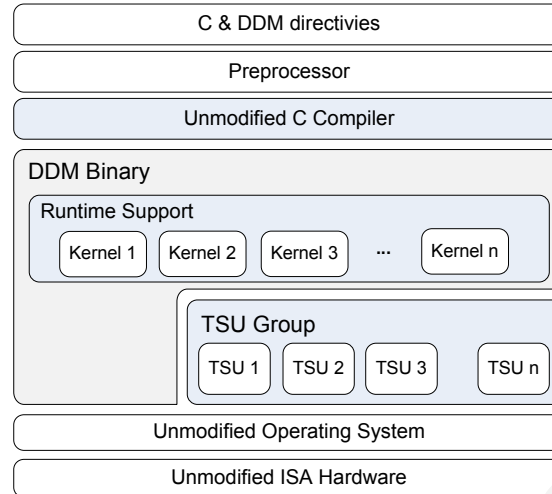 C & DDM directivies
Preprocessor
Unmodified C Compiler
DDM Binary
Runtime Support
Kernel 1 Kernel 2 Kernel 3 ... Kernel n
TSU Group
TSU 1 TSU 2 TSU 3 TSU n
Unmodified Operating System
Unmodified ISA Hardware